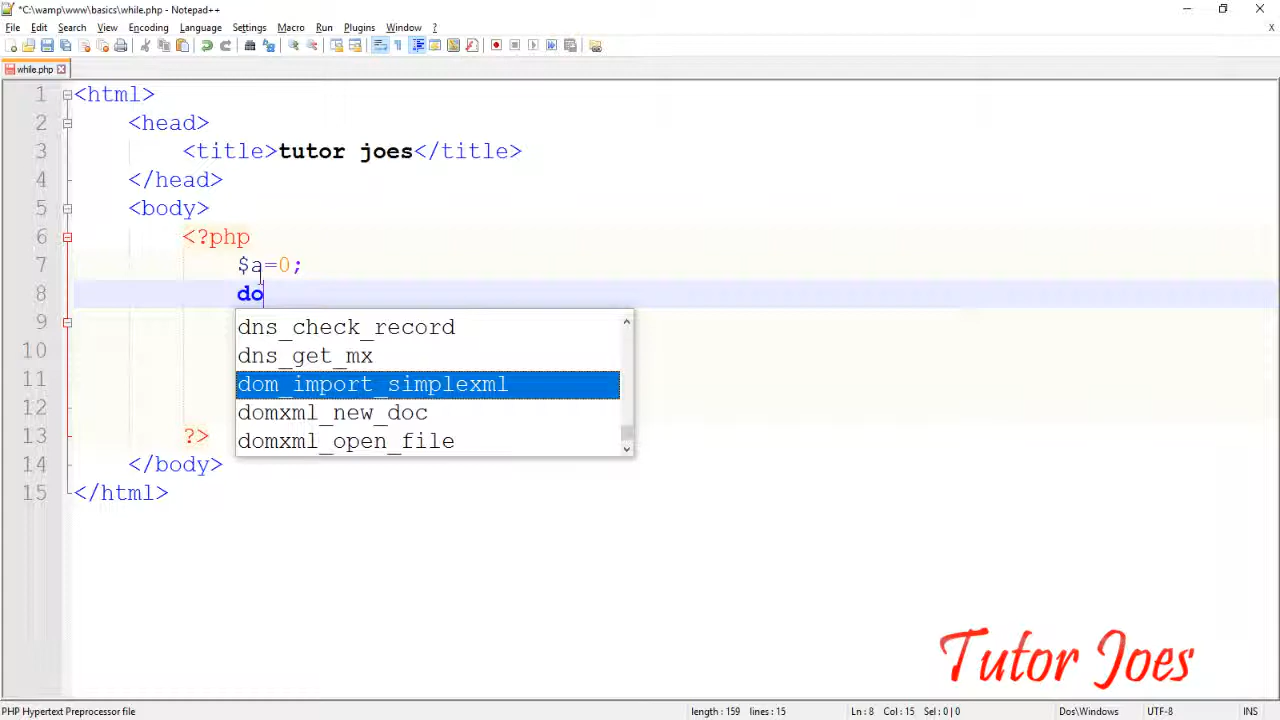 *C:\wamp\www\basics\while.php - Notepad++
File Edit Search View Encoding Language Settings Macro Run Plugins Window ?
X
while.php
1 <html>
2 <head>
3 <title>tutor joes</title>
4 </head>
5 <body>
6 <?php
7 $a=0;
8 do
9 dns_check_record
10 dns_get_mx
11 dom_import_simplexml
12 domxml_new_doc
13 ?> domxml_open_file
14 </body>
15 </html>
Tutor Joes
PHP Hypertext Preprocessor file length : 159 lines : 15 Ln : 8 Col : 15 Sel : 0 | 0 Dos\Windows UTF-8 INS